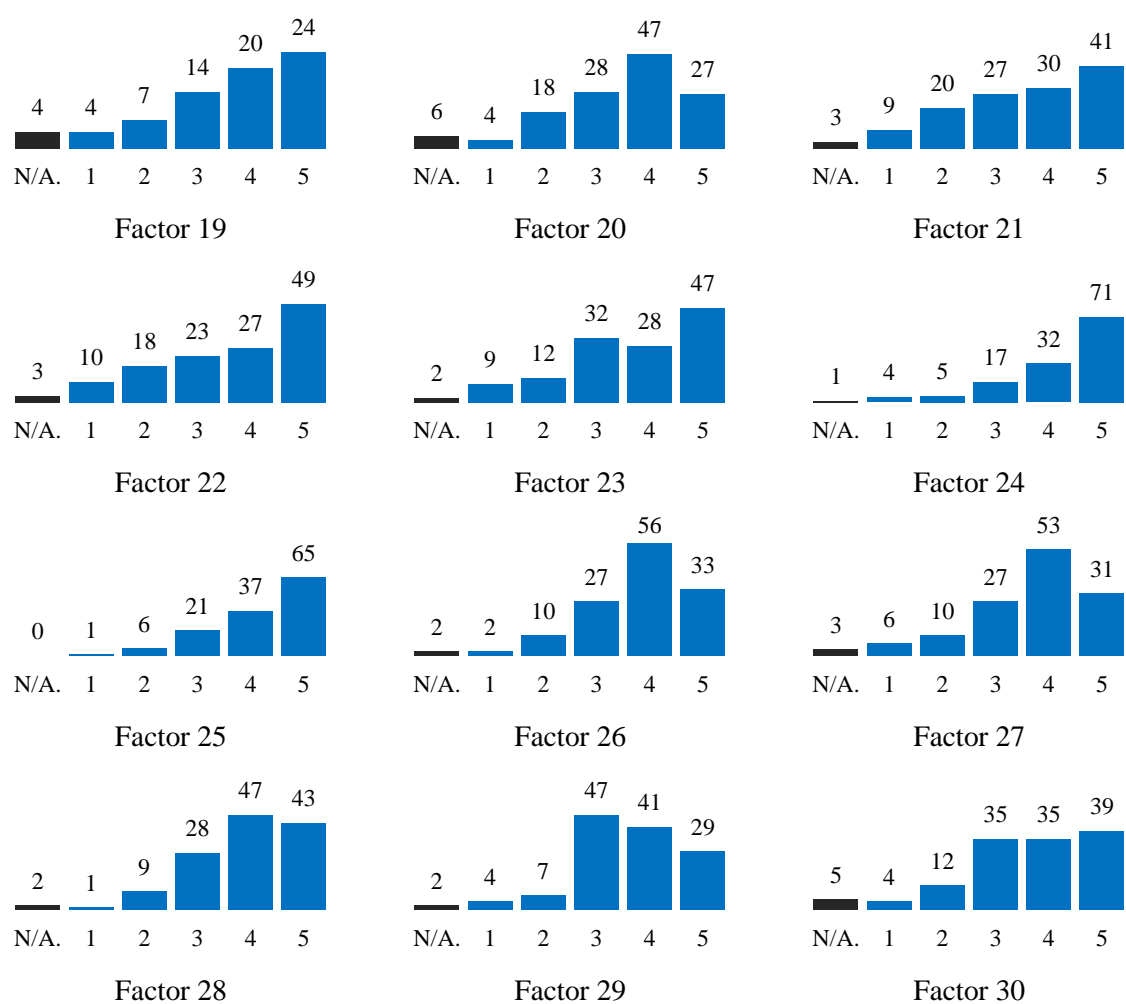 4 4 7 14 20 24
N/A. 1 2 3 4 5
Factor 19
6 4 18 28 47 27
N/A. 1 2 3 4 5
Factor 20
3 9 20 27 30 41
N/A. 1 2 3 4 5
Factor 21
3 10 18 23 27 49
N/A. 1 2 3 4 5
Factor 22
2 9 12 32 28 47
N/A. 1 2 3 4 5
Factor 23
1 4 5 17 32 71
N/A. 1 2 3 4 5
Factor 24
0 1 6 21 37 65
N/A. 1 2 3 4 5
Factor 25
2 2 10 27 56 33
N/A. 1 2 3 4 5
Factor 26
3 6 10 27 53 31
N/A. 1 2 3 4 5
Factor 27
2 1 9 28 47 43
N/A. 1 2 3 4 5
Factor 28
2 4 7 47 41 29
N/A. 1 2 3 4 5
Factor 29
5 4 12 35 35 39
N/A. 1 2 3 4 5
Factor 30